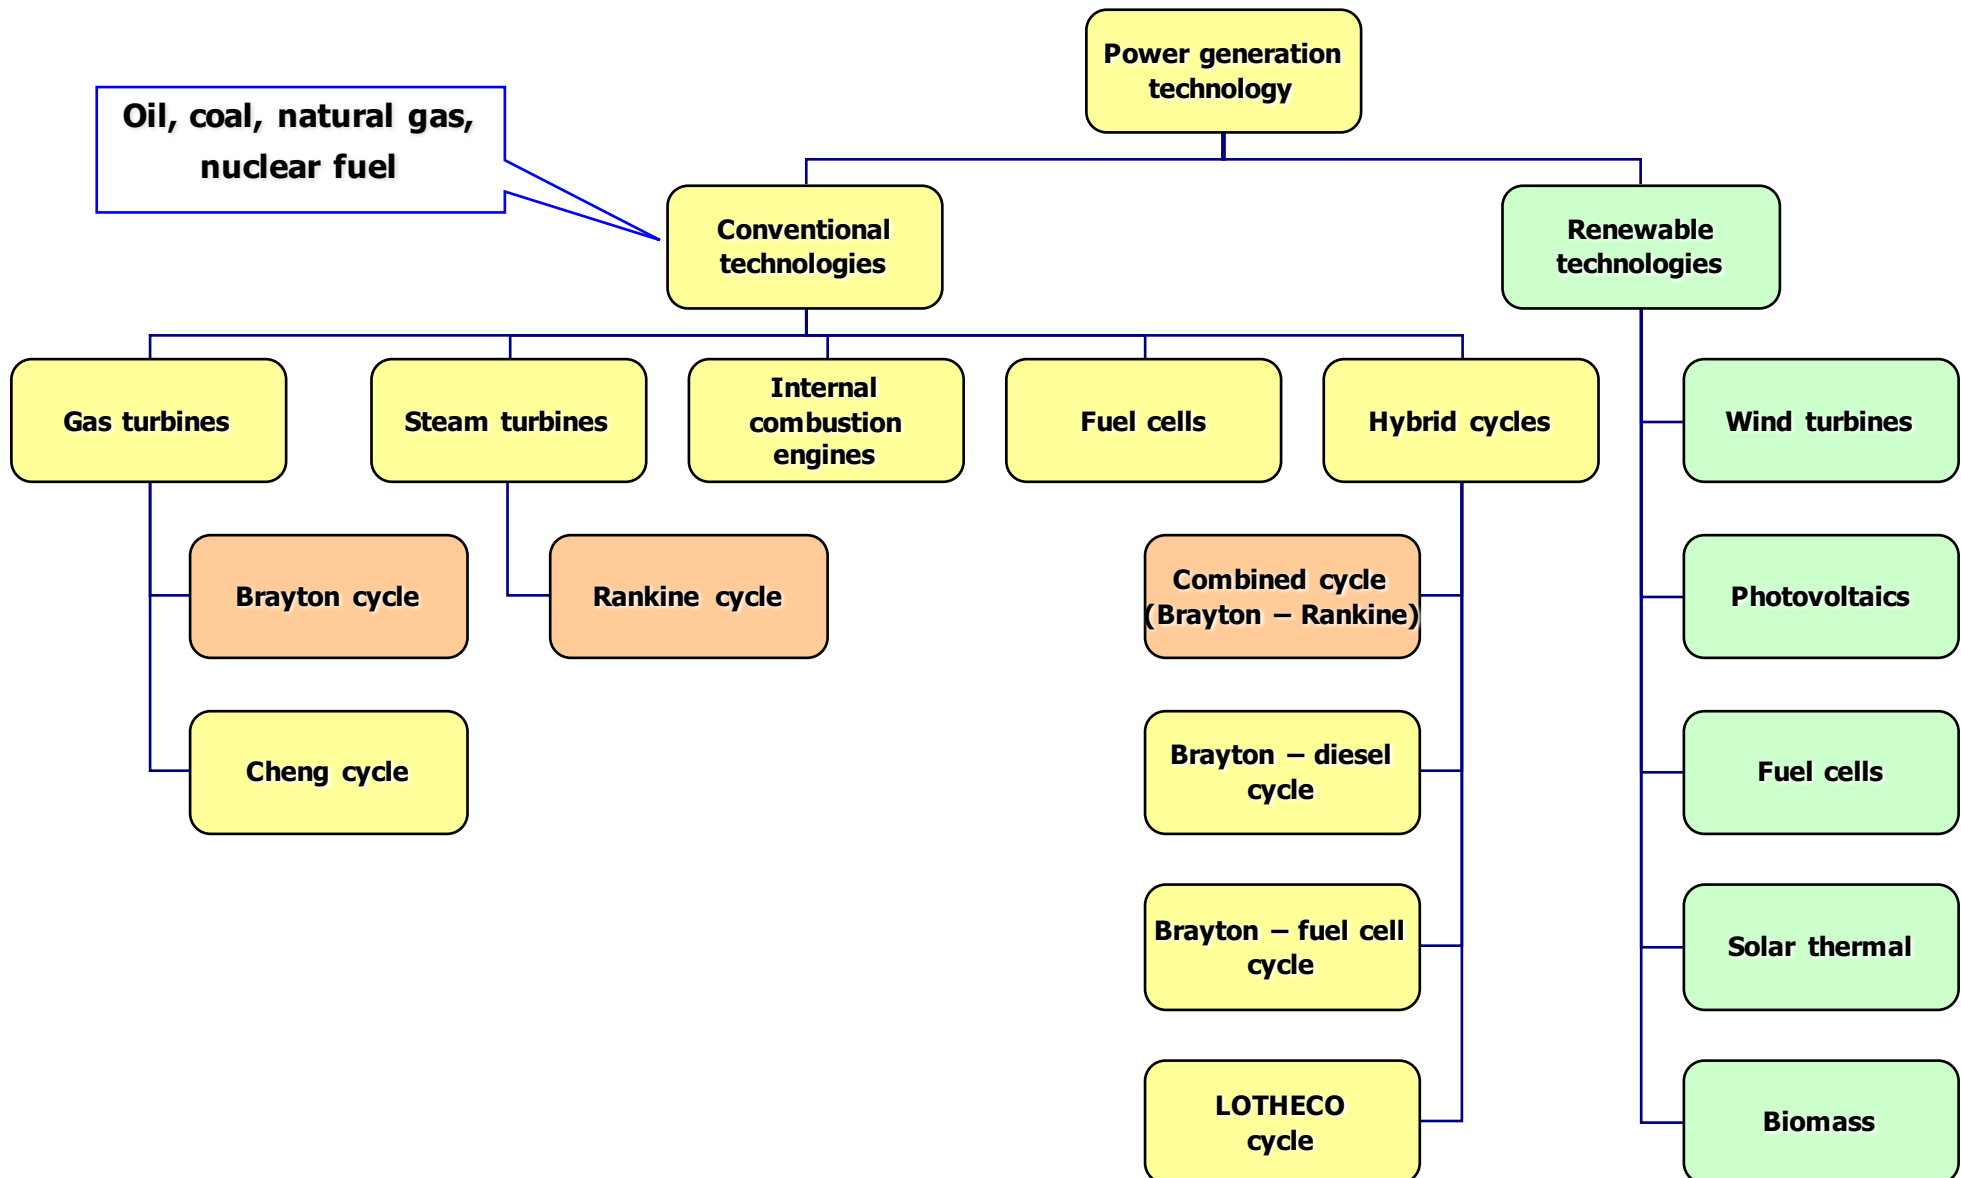 Power generation
technology
Oil, coal, natural gas,
nuclear fuel
Conventional
technologies
Renewable
technologies
Gas turbines
Steam turbines
Internal
combustion
engines
Fuel cells
Hybrid cycles
Wind turbines
Brayton cycle
Rankine cycle
Combined cycle
(Brayton – Rankine)
Photovoltaics
Cheng cycle
Brayton – diesel
cycle
Fuel cells
Brayton – fuel cell
cycle
Solar thermal
LOTHECO
cycle
Biomass